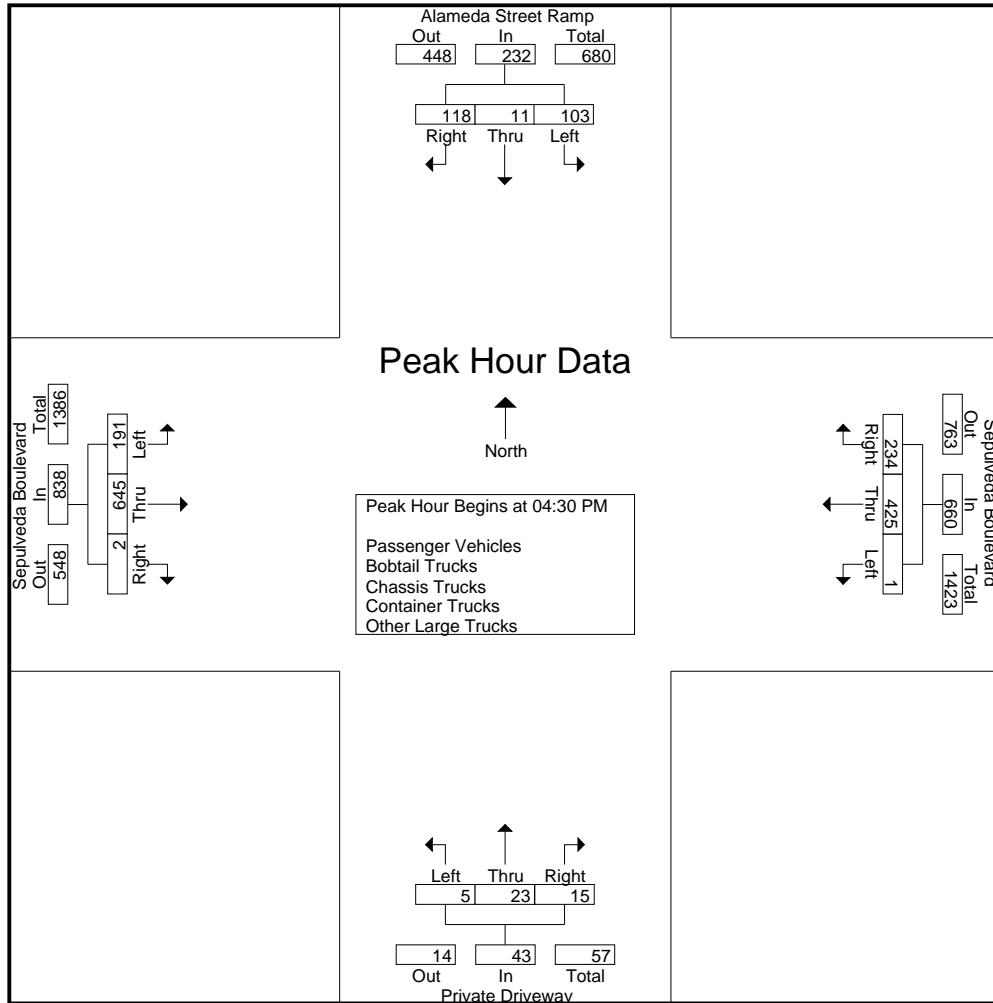 Alameda Street Ramp
Out In Total
448 232 680
118 11 103
Right Thru Left
Peak Hour Data
North
Peak Hour Begins at 04:30 PM
Passenger Vehicles
Bobtail Trucks
Chassis Trucks
Container Trucks
Other Large Trucks
Sepulveda Boulevard
Total In Out
1386 838 548
191 645 2
Left Thru Right
Sepulveda Boulevard
Out In Total
763 660 1423
234 425 1
Right Thru Left
Left Thru Right
5 23 15
14 43 57
Out In Total
Private Driveway